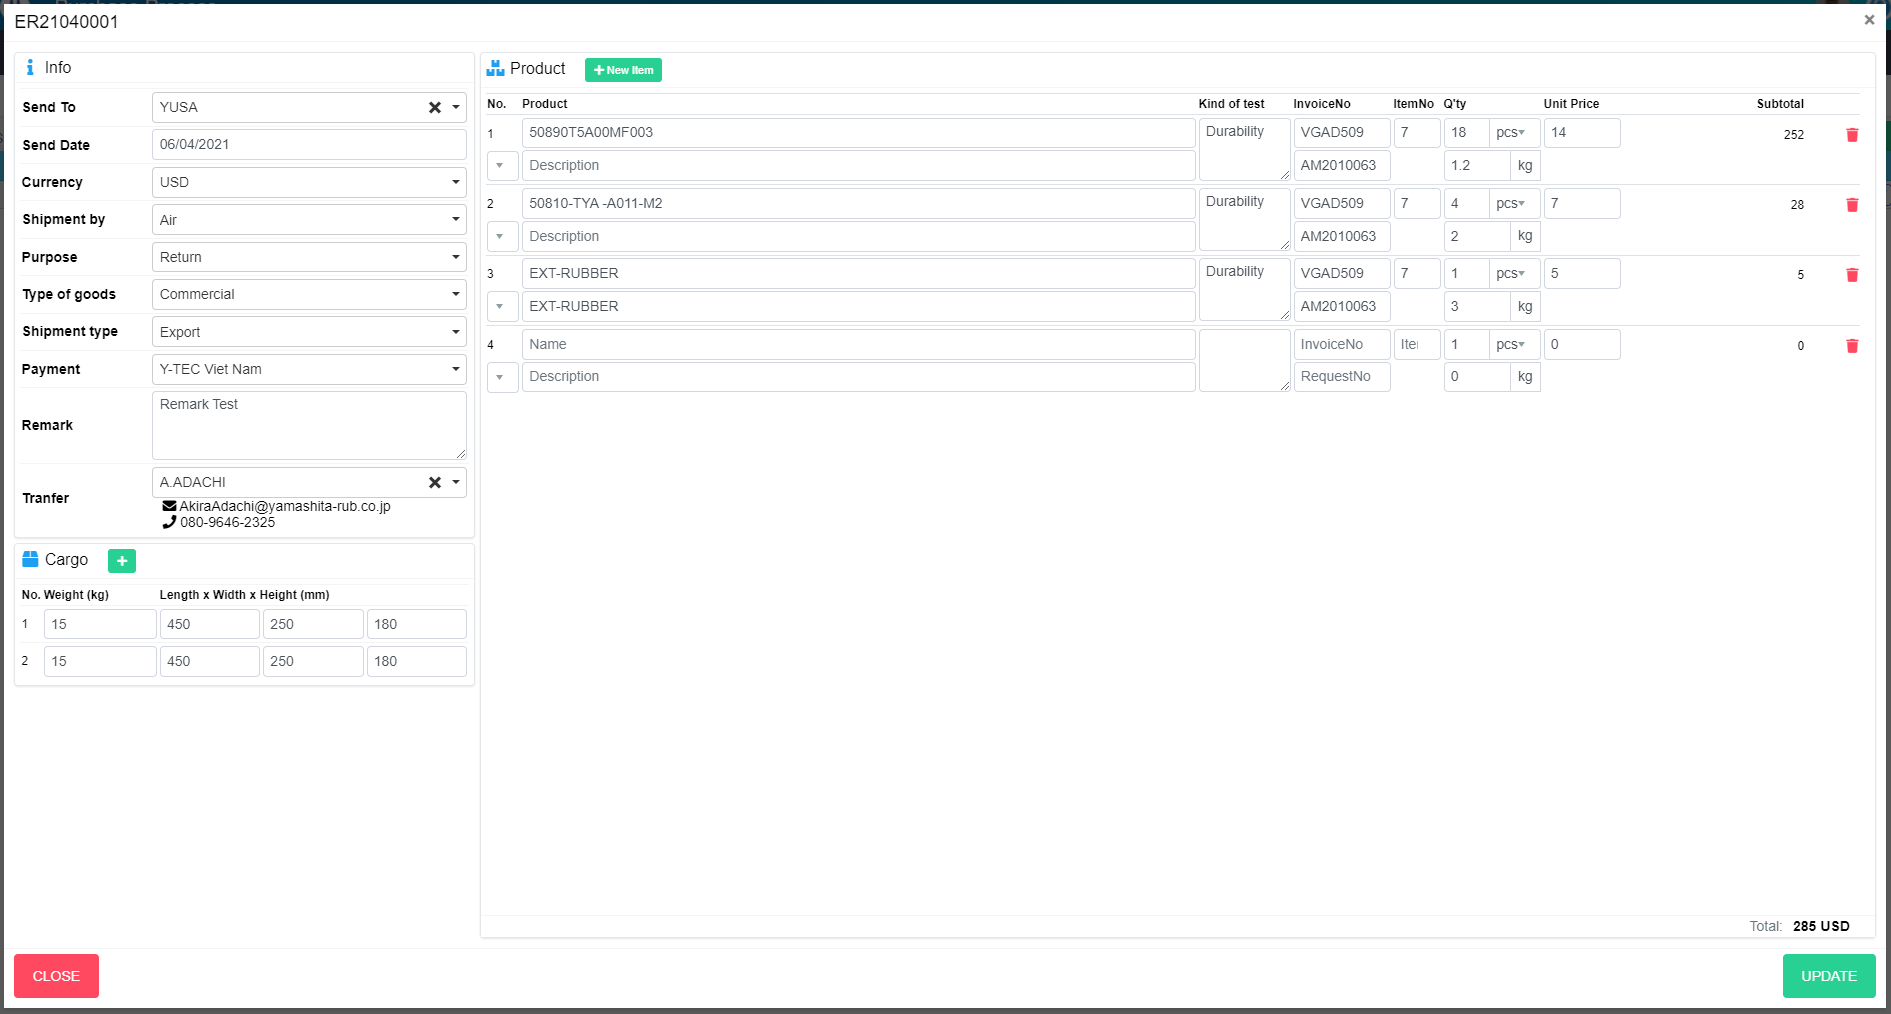 ER21040001
×
Info
Send To YUSA
Send Date 06/04/2021
Currency USD
Shipment by Air
Purpose Return
Type of goods Commercial
Shipment type Export
Payment Y-TEC Viet Nam
Remark Remark Test
Tranfer A.ADACHI
AkiraAdachi@yamashita-rub.co.jp
080-9646-2325
Cargo +
No. Weight (kg) Length x Width x Height (mm)
1 15 450 250 180
2 15 450 250 180
Product + New Item
No. Product Kind of test InvoiceNo ItemNo Q'ty Unit Price Subtotal
1 50890T5A00MF003 Durability VGAD509 7 18 pcs 14 252
Description AM2010063 1.2 kg
2 50810-TYA -A011-M2 Durability VGAD509 7 4 pcs 7 28
Description AM2010063 2 kg
3 EXT-RUBBER Durability VGAD509 7 1 pcs 5 5
EXT-RUBBER AM2010063 3 kg
4 Name InvoiceNo Ite 1 pcs 0 0
Description RequestNo 0 kg
Total: 285 USD
CLOSE UPDATE